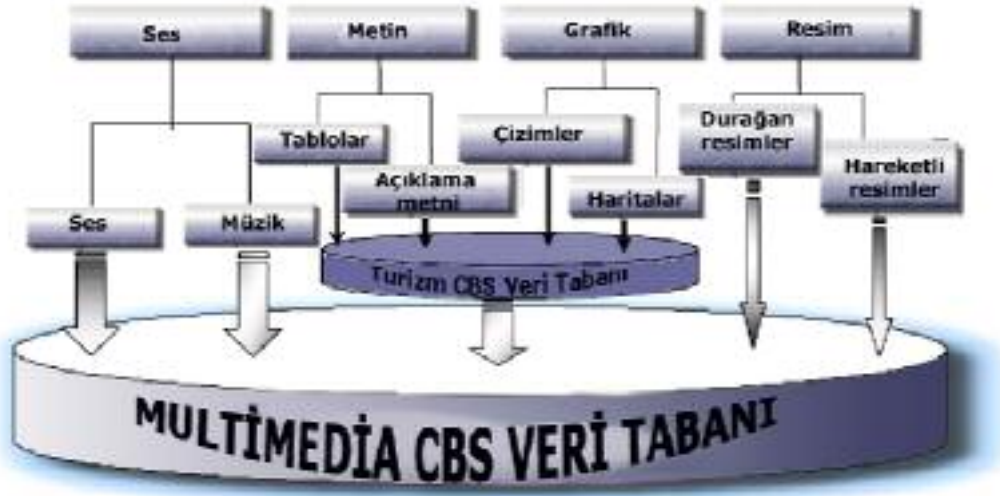 Ses
Metin
Grafik
Resim
Tablolar
Açıklama
metni
Çizimler
Haritalar
Durağan
resimler
Hareketli
resimler
Ses
Müzik
Turizm CBS Veri Tabanı
MULTİMEDİA CBS VERİ TABANI